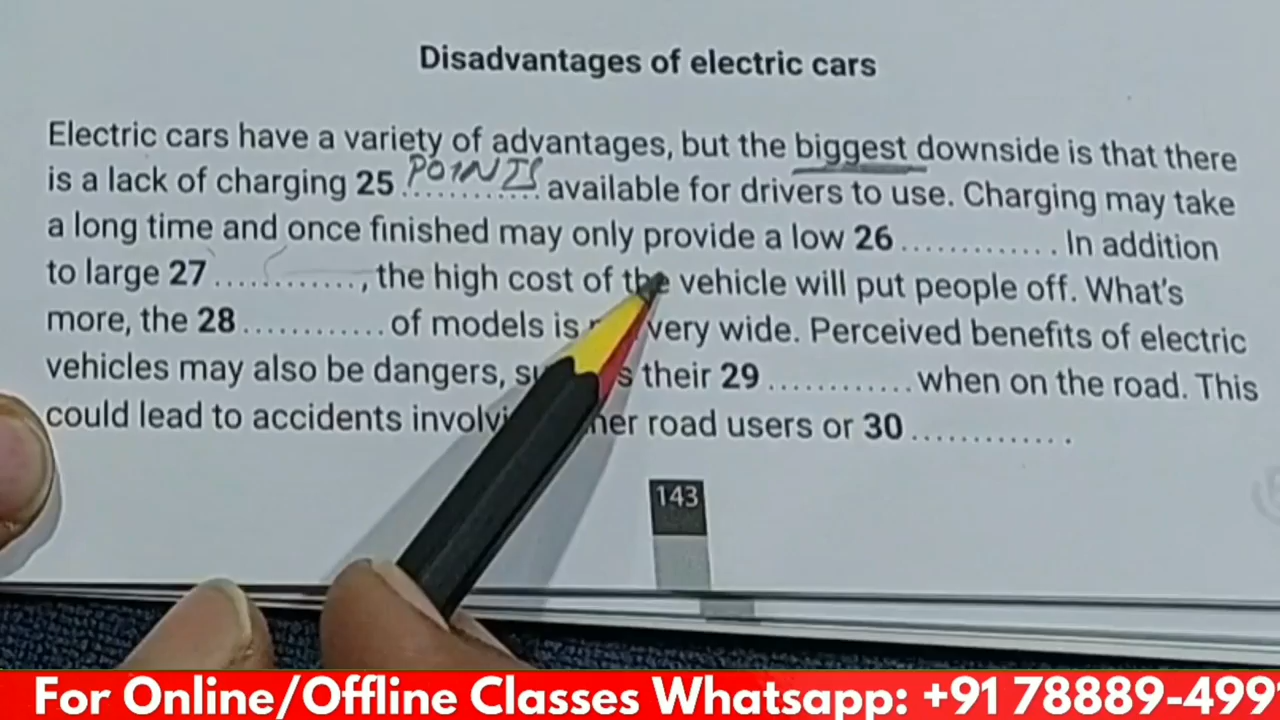 Disadvantages of electric cars
Electric cars have a variety of advantages, but the biggest downside is that there
is a lack of charging 25 POINTS available for drivers to use. Charging may take
a long time and once finished may only provide a low 26 ............. In addition
to large 27 ............, the high cost of the vehicle will put people off. What's
more, the 28 ............ of models is very wide. Perceived benefits of electric
vehicles may also be dangers, their 29 ............ when on the road. This
could lead to accidents road users or 30 .............
143
For Online/Offline Classes Whatsapp: +91 78889-499